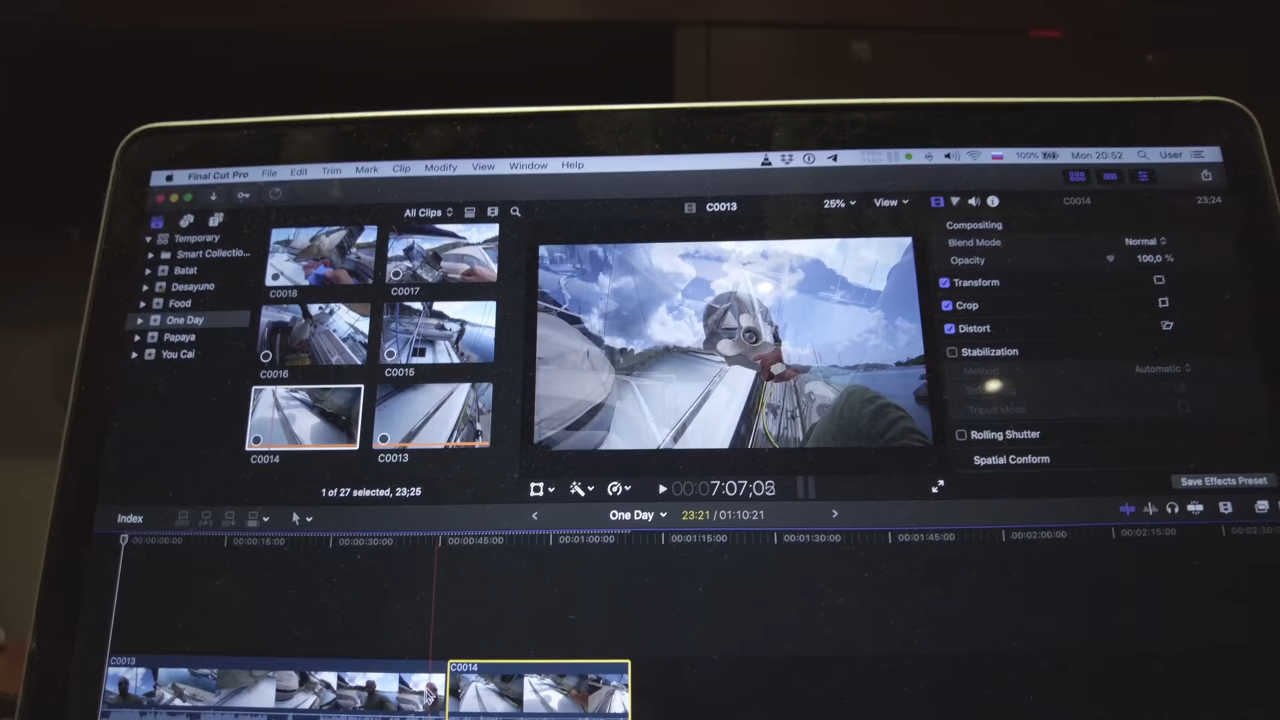 Final Cut Pro File Edit Trim Mark Clip Modify View Window Help 100% Mon 20:52 User
All Clips
C0013 25% View
C0014 23;24
Temporary
Smart Collectio...
Batat
Desayuno
Food
One Day
Papaya
You Cai
C0018 C0017
C0016 C0015
C0014 C0013
1 of 27 selected, 23;25
7:07;02
Compositing
Blend Mode Normal
Opacity 100,0 %
Transform
Crop
Distort
Stabilization
Method Automatic
Tripod Mode
Rolling Shutter
Spatial Conform
Save Effects Preset
Index
One Day 23:21 / 01:10:21
00:00:00:00 00:00:15:00 00:00:30:00 00:00:45:00 00:01:00:00 00:01:15:00 00:01:30:00 00:01:45:00 00:02:00:00 00:02:15:00
C0013 C0014